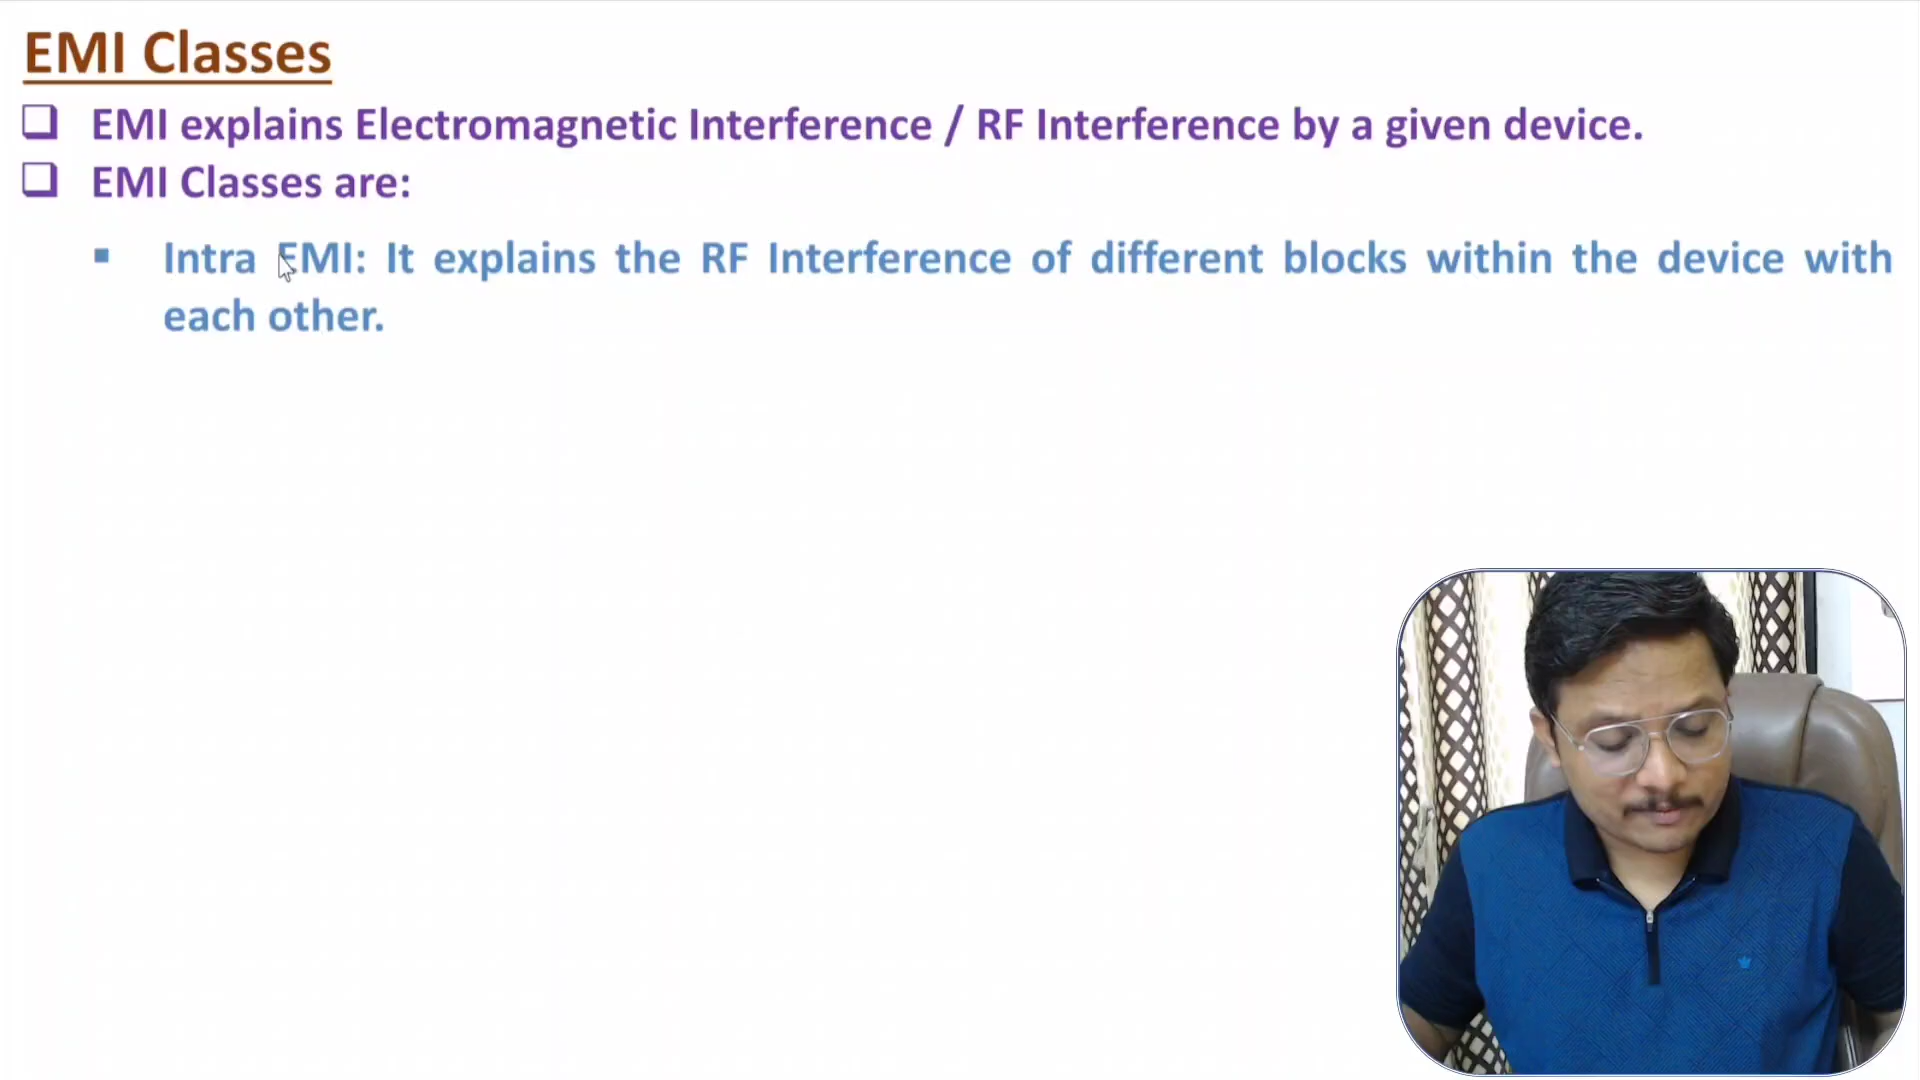 EMI Classes
EMI explains Electromagnetic Interference / RF Interference by a given device.
EMI Classes are:
Intra EMI: It explains the RF Interference of different blocks within the device with
each other.